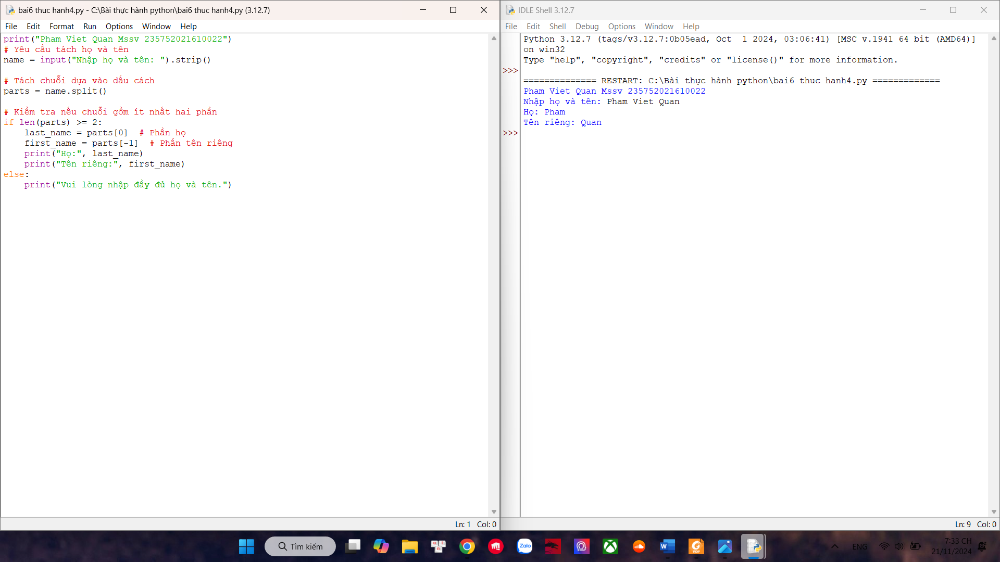 bai6 thuc hanh4.py - C:\Bài thực hành python\bai6 thuc hanh4.py (3.12.7)
File Edit Format Run Options Window Help
print("Pham Viet Quan Mssv 235752021610022")
# Yêu cầu tách họ và tên
name = input("Nhập họ và tên: ").strip()
# Tách chuỗi dựa vào dấu cách
parts = name.split()
# Kiểm tra nếu chuỗi gồm ít nhất hai phần
if len(parts) >= 2:
    last_name = parts[0]  # Phần họ
    first_name = parts[-1]  # Phần tên riêng
    print("Họ:", last_name)
    print("Tên riêng:", first_name)
else:
    print("Vui lòng nhập đầy đủ họ và tên.")
Ln: 1 Col: 0
IDLE Shell 3.12.7
File Edit Shell Debug Options Window Help
Python 3.12.7 (tags/v3.12.7:0b05ead, Oct  1 2024, 03:06:41) [MSC v.1941 64 bit (AMD64)]
on win32
Type "help", "copyright", "credits" or "license()" for more information.
>>>
============== RESTART: C:\Bài thực hành python\bai6 thuc hanh4.py =============
Pham Viet Quan Mssv 235752021610022
Nhập họ và tên: Pham Viet Quan
Họ: Pham
Tên riêng: Quan
>>>
Ln: 9 Col: 0
Tìm kiếm
Zalo
W
PDF
ENG
7:33 CH
21/11/2024